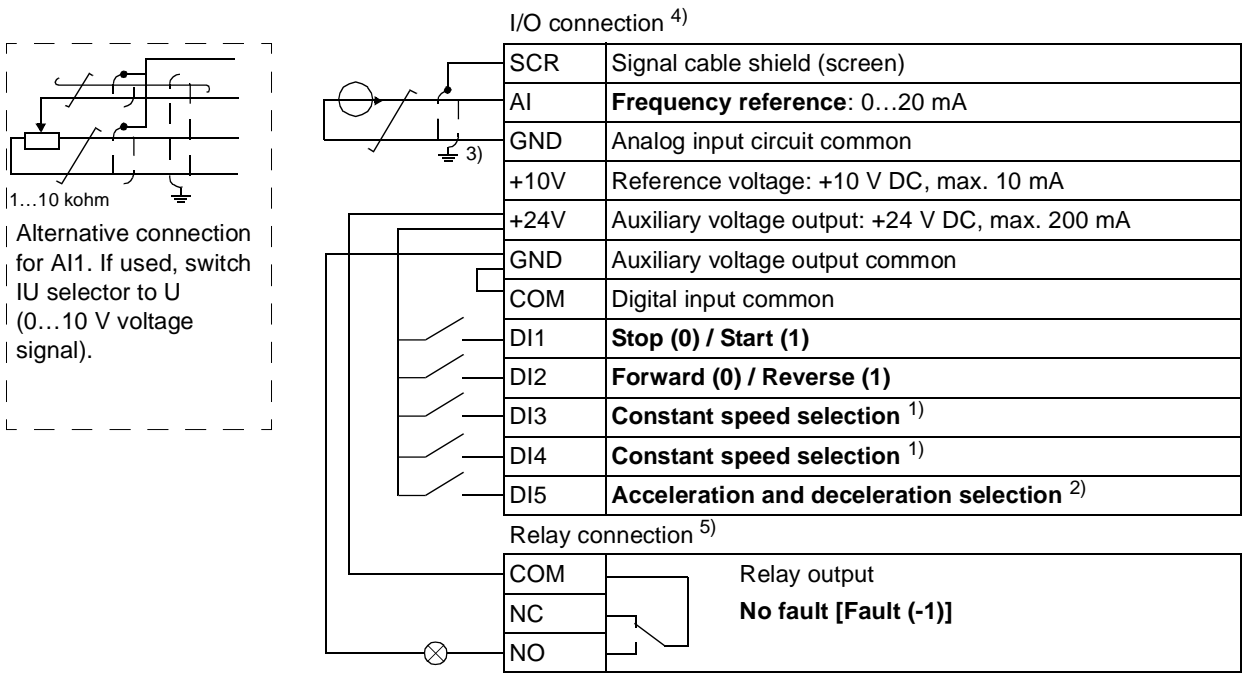 I/O connection 4)
SCR Signal cable shield (screen)
AI Frequency reference: 0…20 mA
GND Analog input circuit common
3)
+10V Reference voltage: +10 V DC, max. 10 mA
1…10 kohm
+24V Auxiliary voltage output: +24 V DC, max. 200 mA
GND Auxiliary voltage output common
COM Digital input common
DI1 Stop (0) / Start (1)
DI2 Forward (0) / Reverse (1)
DI3 Constant speed selection 1)
DI4 Constant speed selection 1)
DI5 Acceleration and deceleration selection 2)
Alternative connection
for AI1. If used, switch
IU selector to U
(0…10 V voltage
signal).
Relay connection 5)
COM Relay output
NC No fault [Fault (-1)]
NO